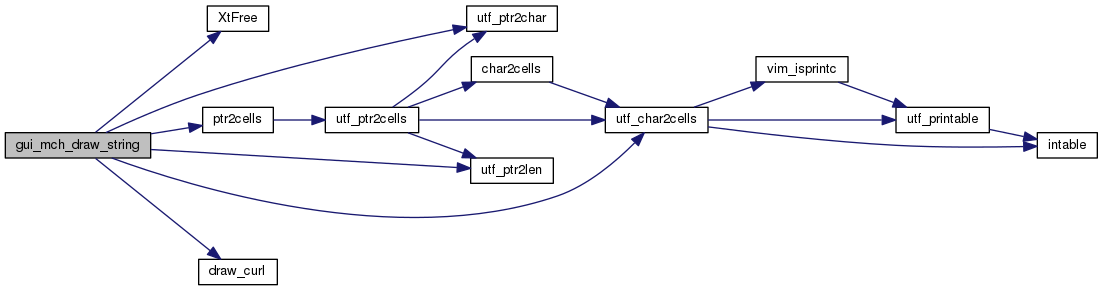 XtFree
utf_ptr2char
char2cells
vim_isprintc
ptr2cells
utf_ptr2cells
utf_char2cells
utf_printable
gui_mch_draw_string
intable
utf_ptr2len
draw_curl